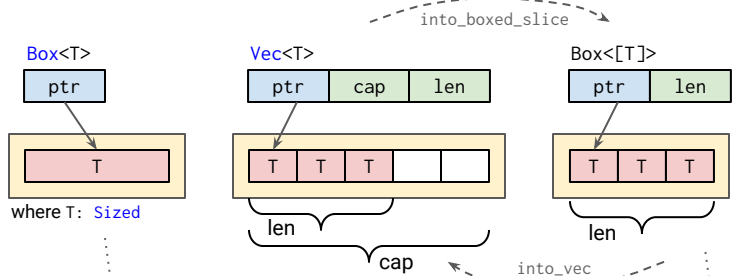 into_boxed_slice
Box<T>
Vec<T>
Box<[T]>
ptr
ptr cap len
ptr len
T
T T T
T T T
where T: Sized
len
len
cap
into_vec